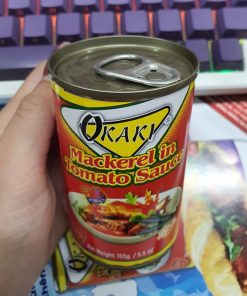 OKAKI
®
Mackerel in
Tomato Sauce
Net Weight 155g / 5.5 OZ